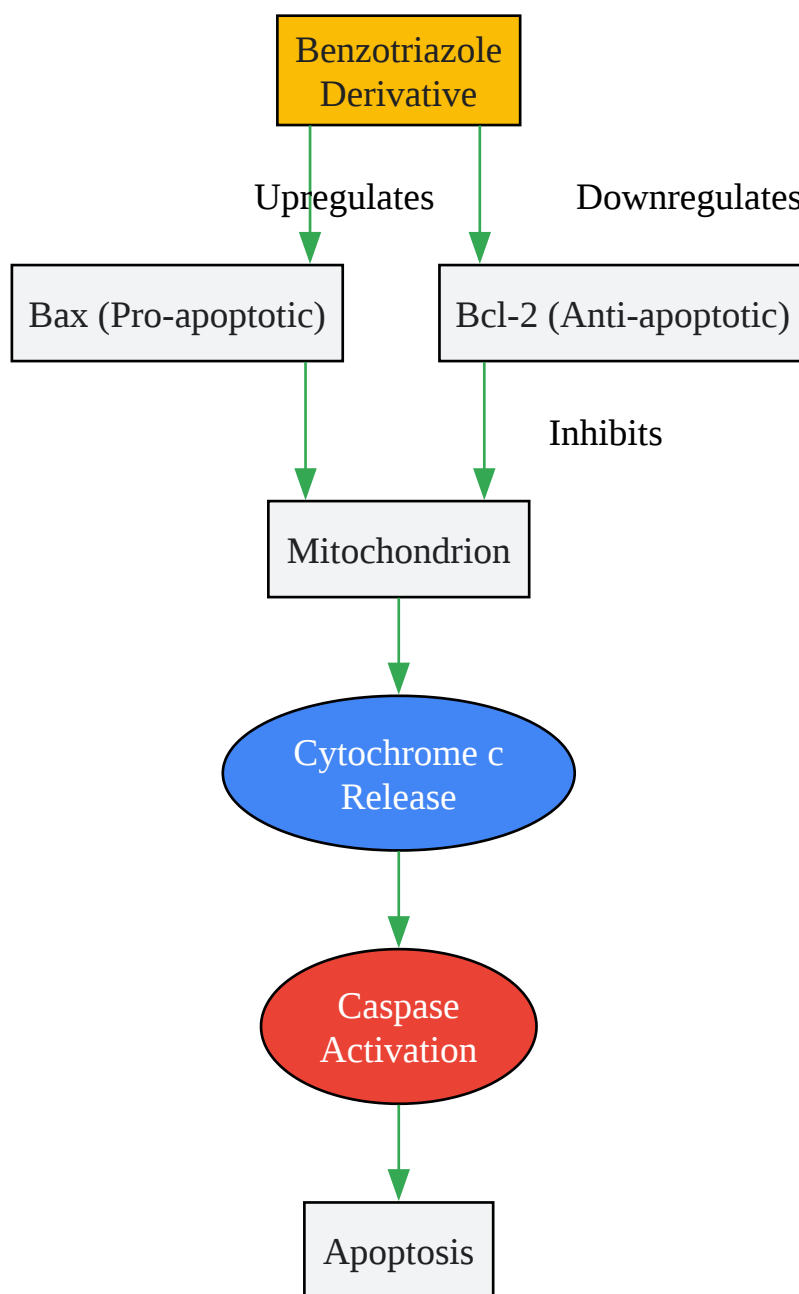 Benzotriazole
Derivative
Upregulates
Downregulates
Bax (Pro-apoptotic)
Bcl-2 (Anti-apoptotic)
Inhibits
Mitochondrion
Cytochrome c
Release
Caspase
Activation
Apoptosis